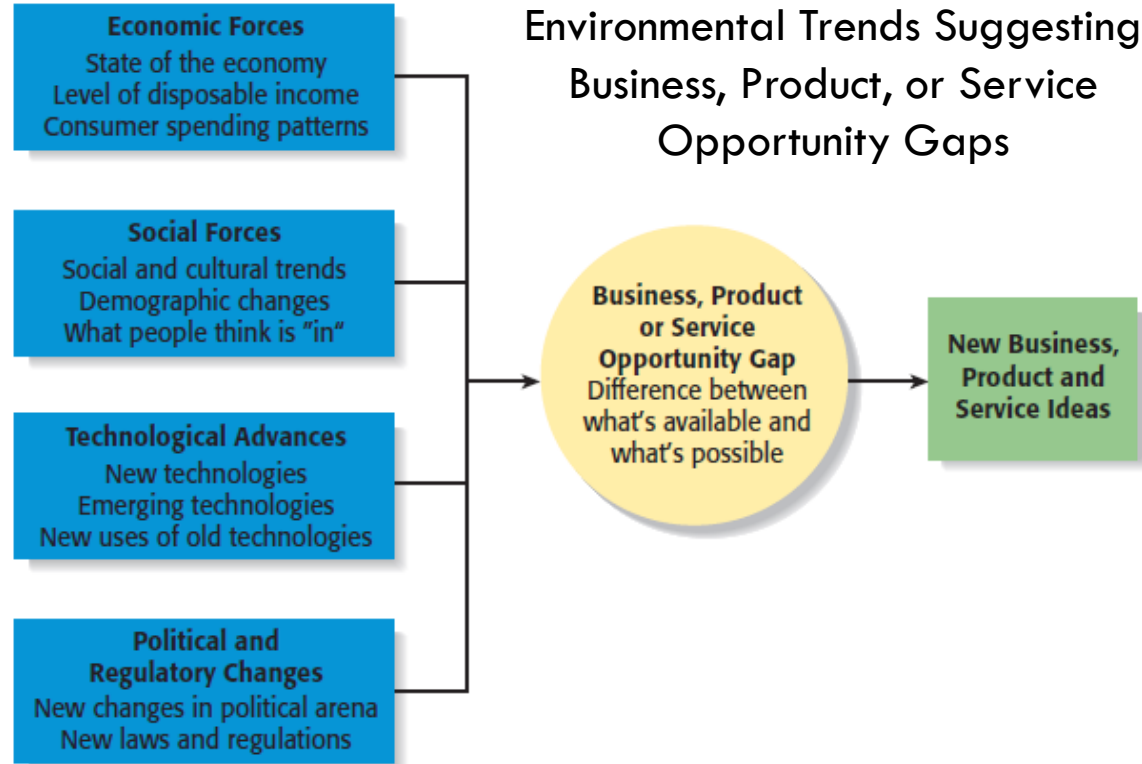 Environmental Trends Suggesting
Business, Product, or Service
Opportunity Gaps
Economic Forces
State of the economy
Level of disposable income
Consumer spending patterns
Social Forces
Social and cultural trends
Demographic changes
What people think is "in"
Technological Advances
New technologies
Emerging technologies
New uses of old technologies
Political and
Regulatory Changes
New changes in political arena
New laws and regulations
Business, Product
or Service
Opportunity Gap
Difference between
what's available and
what's possible
New Business,
Product and
Service Ideas